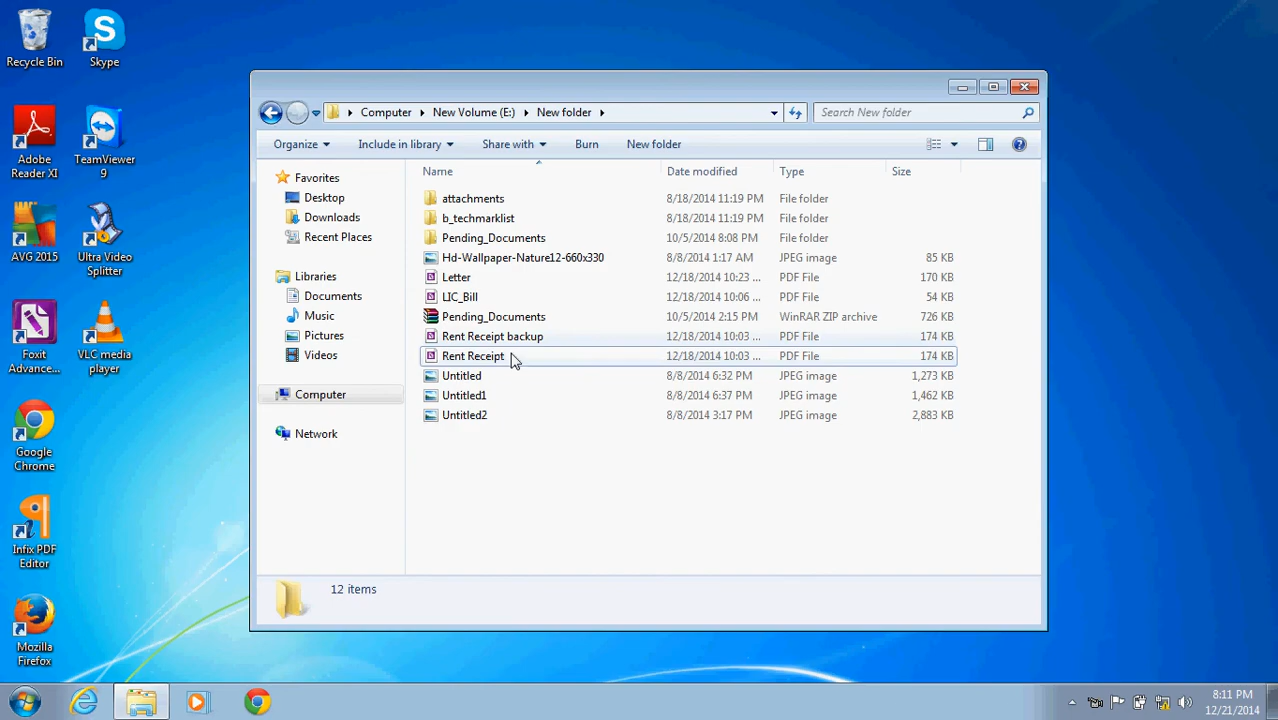 Recycle Bin
Skype
Adobe Reader XI
TeamViewer 9
AVG 2015
Ultra Video Splitter
Foxit Advance...
VLC media player
Google Chrome
Infix PDF Editor
Mozilla Firefox
Computer New Volume (E:) New folder
Search New folder
Organize Include in library Share with Burn New folder
Favorites
Desktop
Downloads
Recent Places
Libraries
Documents
Music
Pictures
Videos
Computer
Network
Name Date modified Type Size
attachments 8/18/2014 11:19 PM File folder
b_techmarklist 8/18/2014 11:19 PM File folder
Pending_Documents 10/5/2014 8:08 PM File folder
Hd-Wallpaper-Nature12-660x330 8/8/2014 1:17 AM JPEG image 85 KB
Letter 12/18/2014 10:23 ... PDF File 170 KB
LIC_Bill 12/18/2014 10:06 ... PDF File 54 KB
Pending_Documents 10/5/2014 2:15 PM WinRAR ZIP archive 726 KB
Rent Receipt backup 12/18/2014 10:03 ... PDF File 174 KB
Rent Receipt 12/18/2014 10:03 ... PDF File 174 KB
Untitled 8/8/2014 6:32 PM JPEG image 1,273 KB
Untitled1 8/8/2014 6:37 PM JPEG image 1,462 KB
Untitled2 8/8/2014 3:17 PM JPEG image 2,883 KB
12 items
8:11 PM
12/21/2014